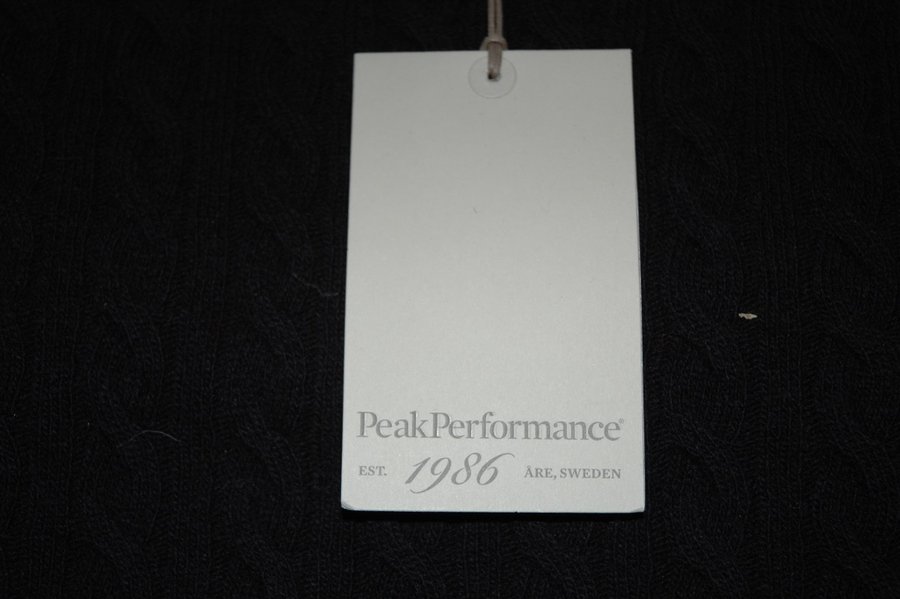 PeakPerformance®
EST. 1986 ÅRE, SWEDEN